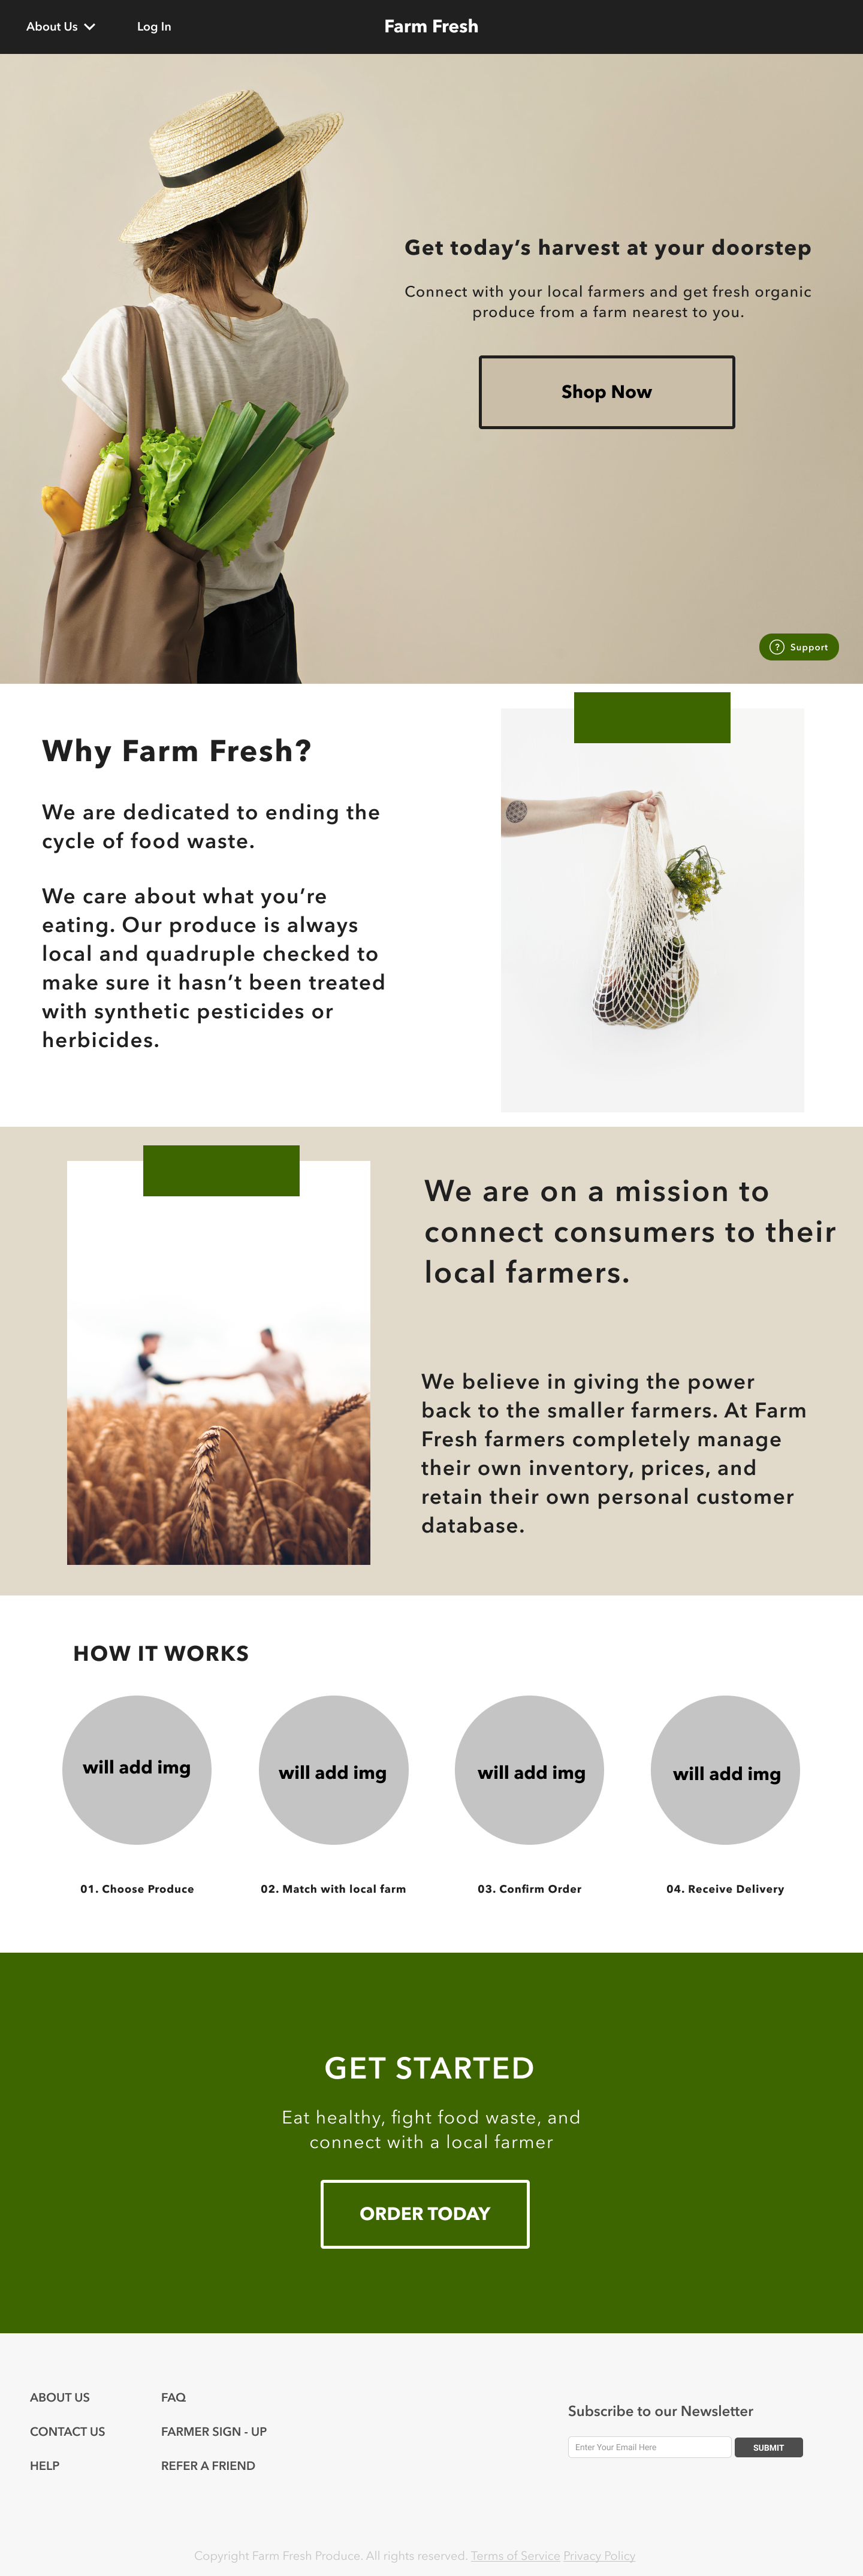 About Us
Log In
Farm Fresh
Get today’s harvest at your doorstep
Connect with your local farmers and get fresh organic
produce from a farm nearest to you.
Shop Now
? Support
Why Farm Fresh?
We are dedicated to ending the
cycle of food waste.
We care about what you’re
eating. Our produce is always
local and quadruple checked to
make sure it hasn’t been treated
with synthetic pesticides or
herbicides.
We are on a mission to
connect consumers to their
local farmers.
We believe in giving the power
back to the smaller farmers. At Farm
Fresh farmers completely manage
their own inventory, prices, and
retain their own personal customer
database.
HOW IT WORKS
will add img
will add img
will add img
will add img
01. Choose Produce
02. Match with local farm
03. Confirm Order
04. Receive Delivery
GET STARTED
Eat healthy, fight food waste, and
connect with a local farmer
ORDER TODAY
ABOUT US
CONTACT US
HELP
FAQ
FARMER SIGN - UP
REFER A FRIEND
Subscribe to our Newsletter
Enter Your Email Here
SUBMIT
Copyright Farm Fresh Produce. All rights reserved. Terms of Service Privacy Policy